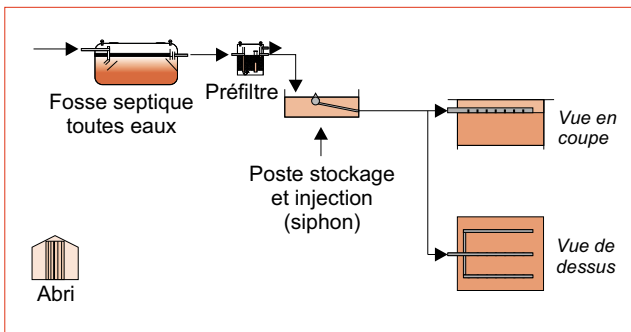 Fosse septique
toutes eaux
Préfiltre
Poste stockage
et injection
(siphon)
Vue en
coupe
Vue de
dessus
Abri